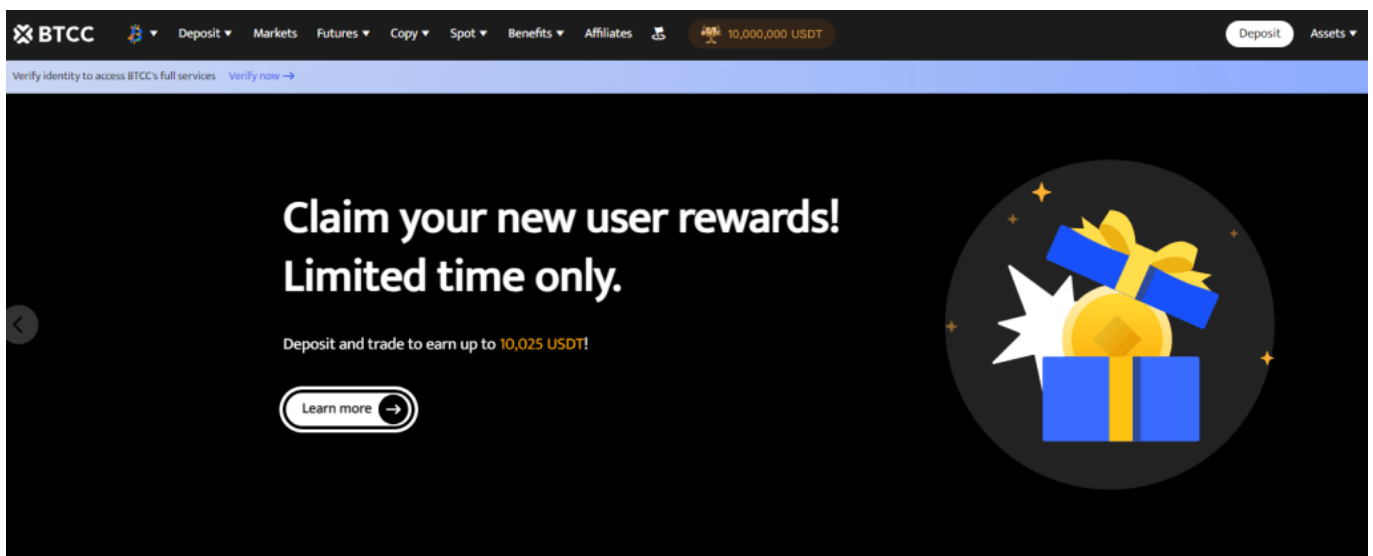 BTCC Deposit Markets Futures Copy Spot Benefits Affiliates 10,000,000 USDT Deposit Assets
Verify identity to access BTCC's full services Verify now →
Claim your new user rewards!
Limited time only.
Deposit and trade to earn up to 10,025 USDT!
Learn more →